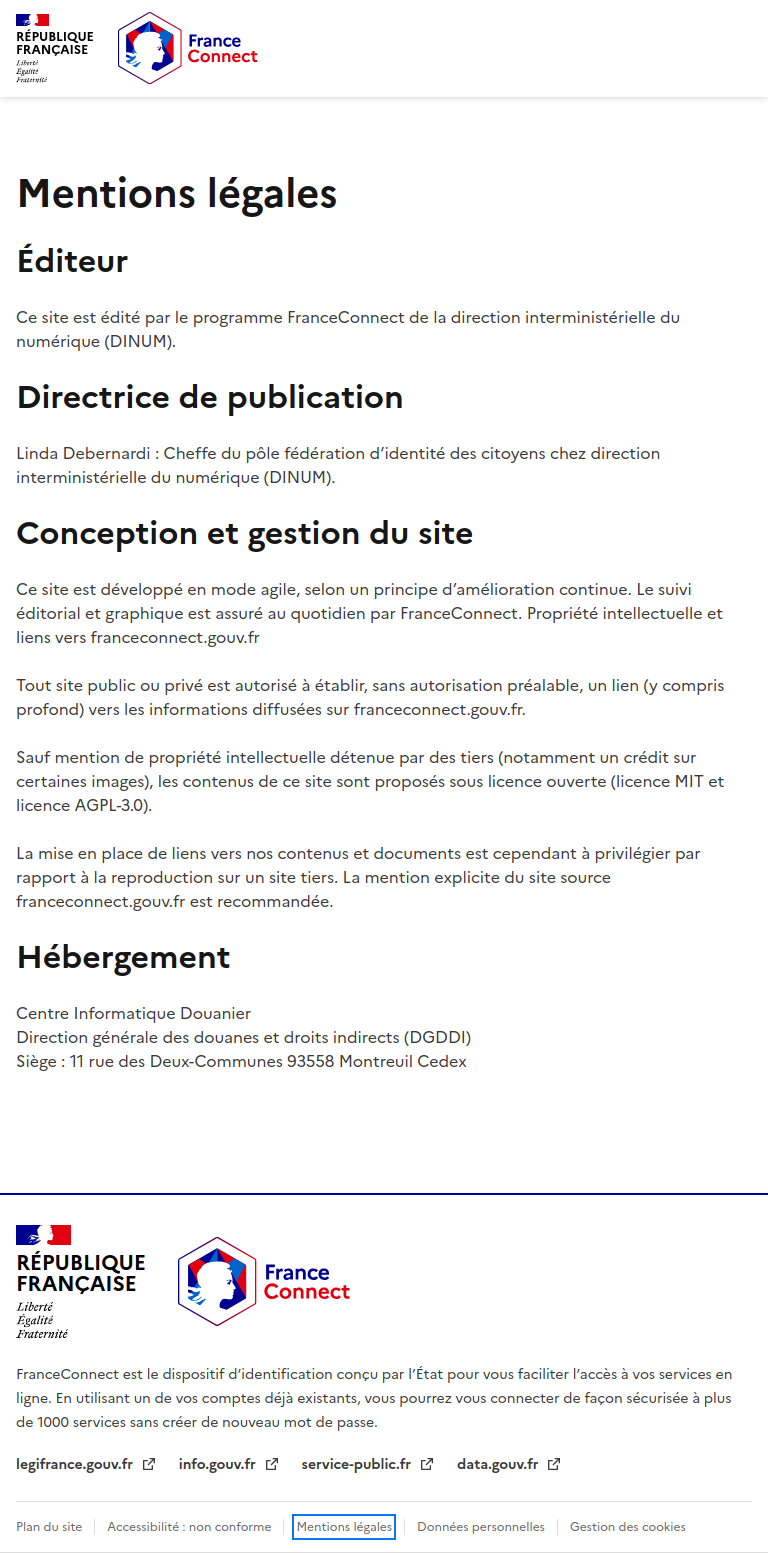 RÉPUBLIQUE
FRANÇAISE
Liberté
Égalité
Fraternité
France
Connect
Mentions légales
Éditeur
Ce site est édité par le programme FranceConnect de la direction interministérielle du
numérique (DINUM).
Directrice de publication
Linda Debernardi : Cheffe du pôle fédération d’identité des citoyens chez direction
interministérielle du numérique (DINUM).
Conception et gestion du site
Ce site est développé en mode agile, selon un principe d’amélioration continue. Le suivi
éditorial et graphique est assuré au quotidien par FranceConnect. Propriété intellectuelle et
liens vers franceconnect.gouv.fr
Tout site public ou privé est autorisé à établir, sans autorisation préalable, un lien (y compris
profond) vers les informations diffusées sur franceconnect.gouv.fr.
Sauf mention de propriété intellectuelle détenue par des tiers (notamment un crédit sur
certaines images), les contenus de ce site sont proposés sous licence ouverte (licence MIT et
licence AGPL-3.0).
La mise en place de liens vers nos contenus et documents est cependant à privilégier par
rapport à la reproduction sur un site tiers. La mention explicite du site source
franceconnect.gouv.fr est recommandée.
Hébergement
Centre Informatique Douanier
Direction générale des douanes et droits indirects (DGDDI)
Siège : 11 rue des Deux-Communes 93558 Montreuil Cedex
RÉPUBLIQUE
FRANÇAISE
Liberté
Égalité
Fraternité
France
Connect
FranceConnect est le dispositif d’identification conçu par l’État pour vous faciliter l’accès à vos services en
ligne. En utilisant un de vos comptes déjà existants, vous pourrez vous connecter de façon sécurisée à plus
de 1000 services sans créer de nouveau mot de passe.
legifrance.gouv.fr info.gouv.fr service-public.fr data.gouv.fr
Plan du site Accessibilité : non conforme Mentions légales Données personnelles Gestion des cookies